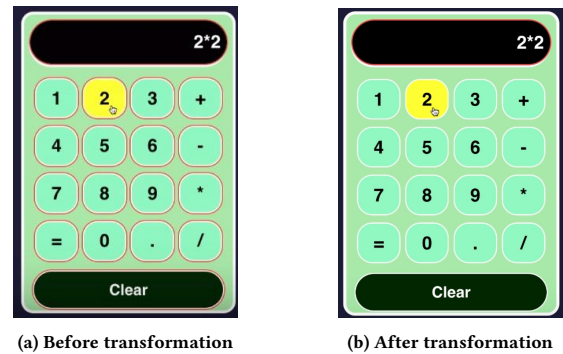 2*2 2*2
1 2 3 + 1 2 3 +
4 5 6 - 4 5 6 -
7 8 9 * 7 8 9 *
= 0 . / = 0 . /
Clear Clear
(a) Before transformation (b) After transformation